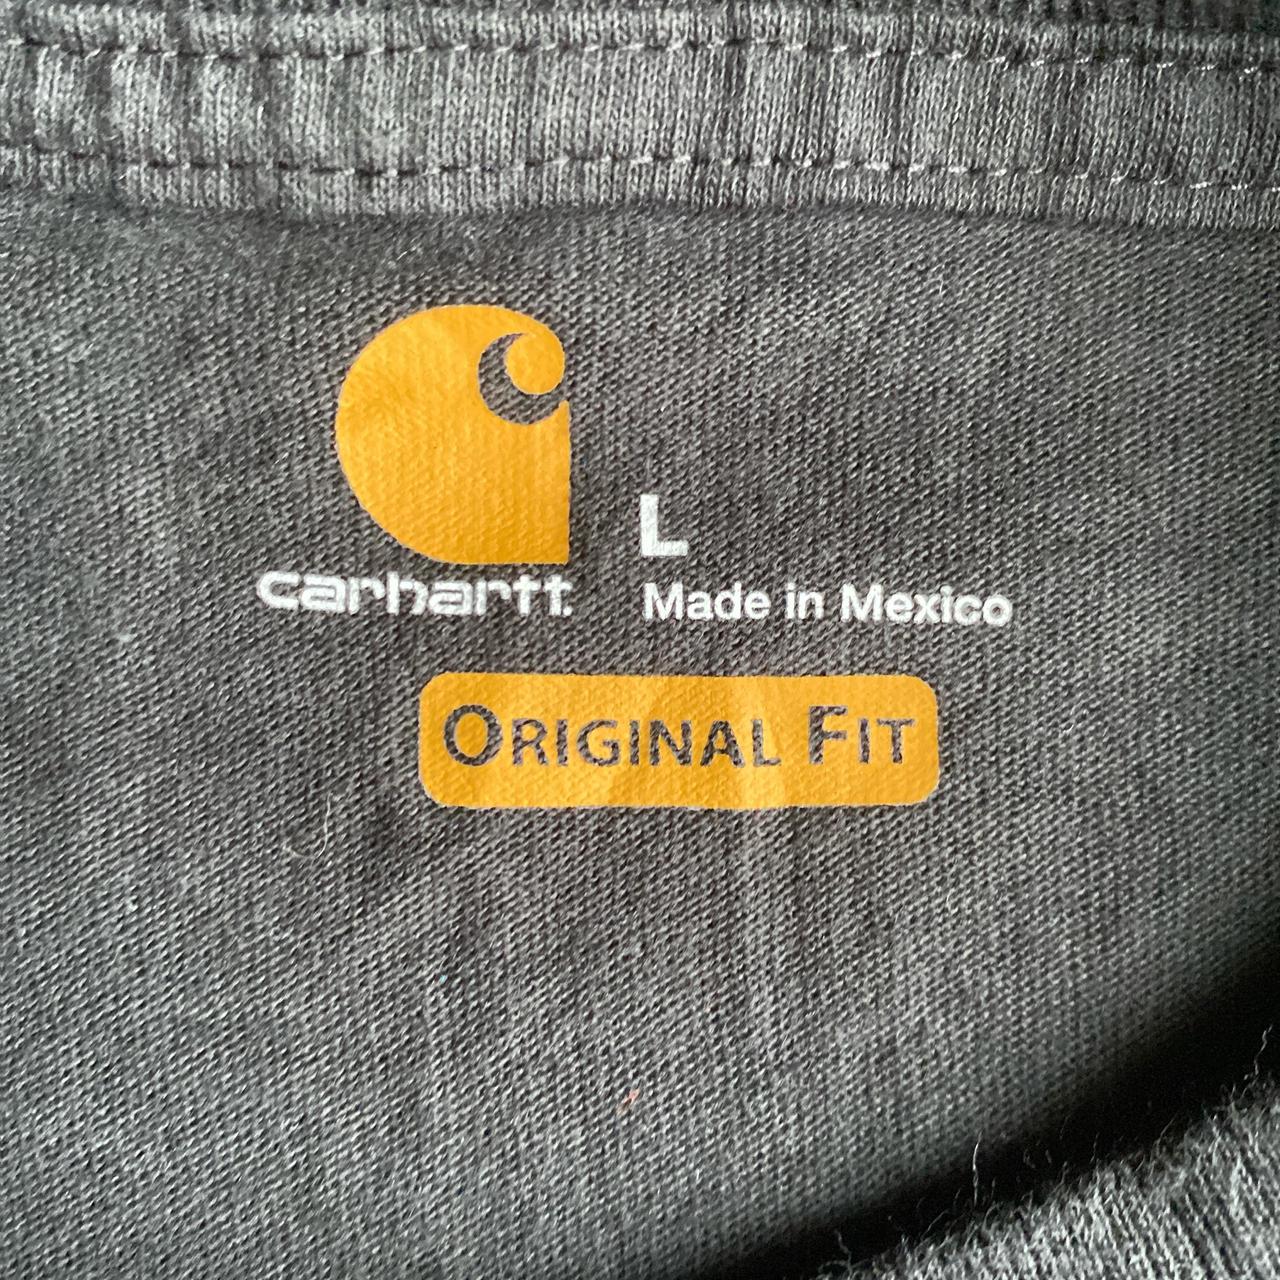 L
carhartt.
Made in Mexico
ORIGINAL FIT